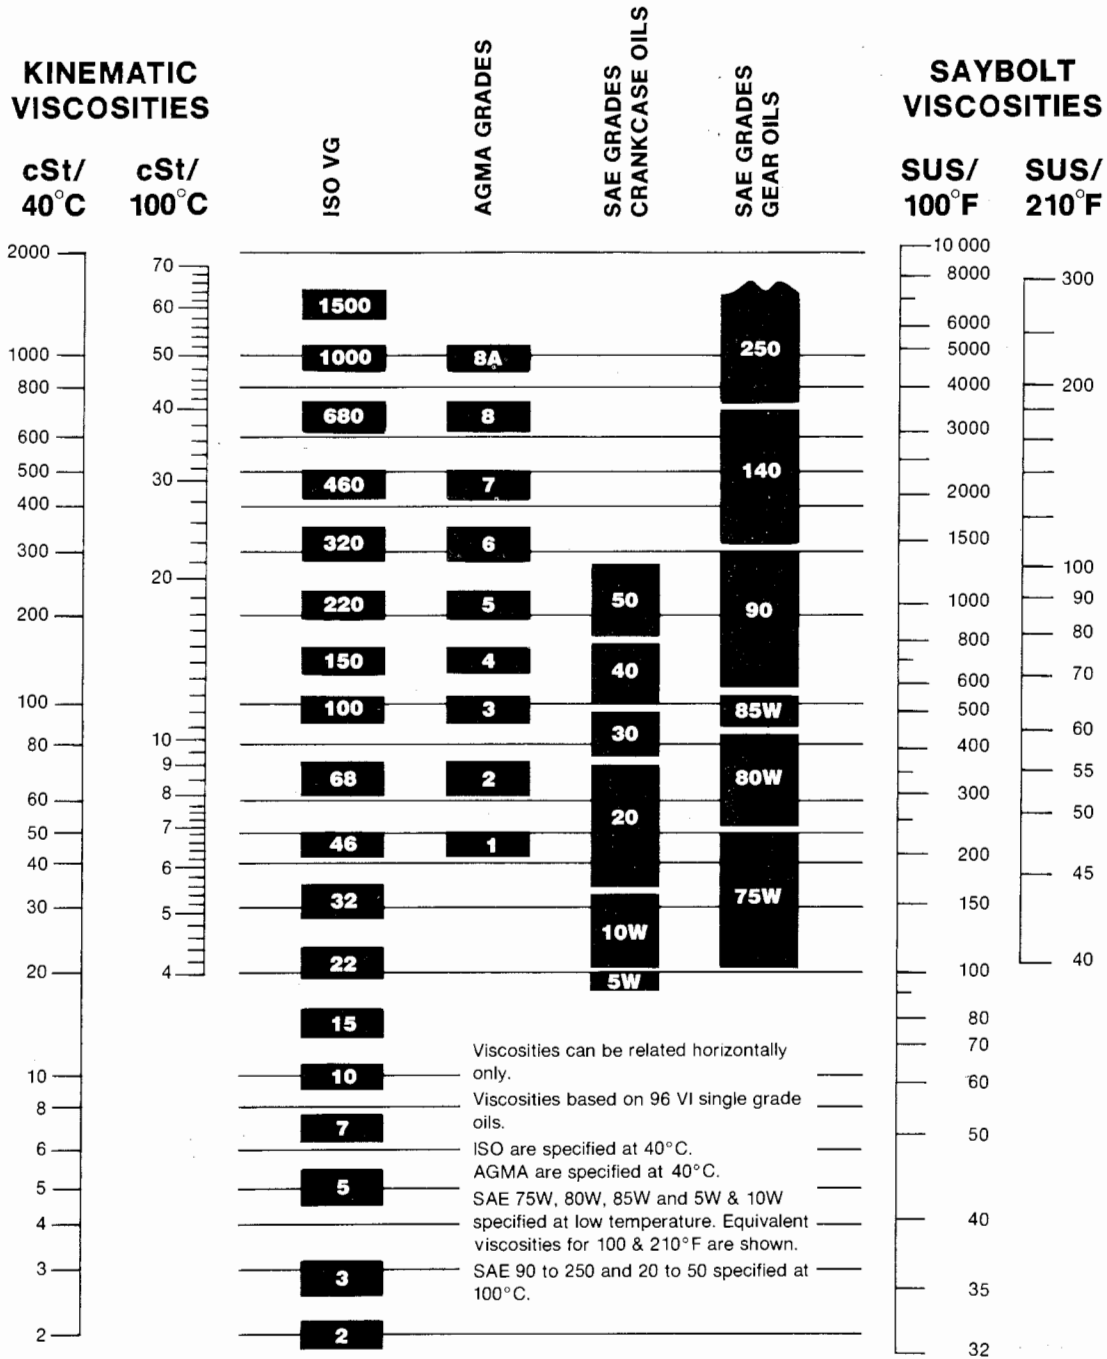 KINEMATIC
VISCOSITIES
cSt/
40°C
cSt/
100°C
ISO VG
AGMA GRADES
SAE GRADES
CRANKCASE OILS
SAE GRADES
GEAR OILS
SAYBOLT
VISCOSITIES
SUS/
100°F
SUS/
210°F
2000
1000
800
600
500
400
300
200
100
80
60
50
40
30
20
10
8
6
5
4
3
2
70
60
50
40
30
20
10
9
8
7
6
5
4
1500
1000
680
460
320
220
150
100
68
46
32
22
15
10
7
5
3
2
8A
8
7
6
5
4
3
2
1
50
40
30
20
10W
5W
250
140
90
85W
80W
75W
10 000
8000
6000
5000
4000
3000
2000
1500
1000
800
600
500
400
300
200
150
100
80
70
60
50
40
35
32
300
200
100
90
80
70
60
55
50
45
40
Viscosities can be related horizontally
only.
Viscosities based on 96 VI single grade
oils.
ISO are specified at 40°C.
AGMA are specified at 40°C.
SAE 75W, 80W, 85W and 5W & 10W
specified at low temperature. Equivalent
viscosities for 100 & 210°F are shown.
SAE 90 to 250 and 20 to 50 specified at
100°C.